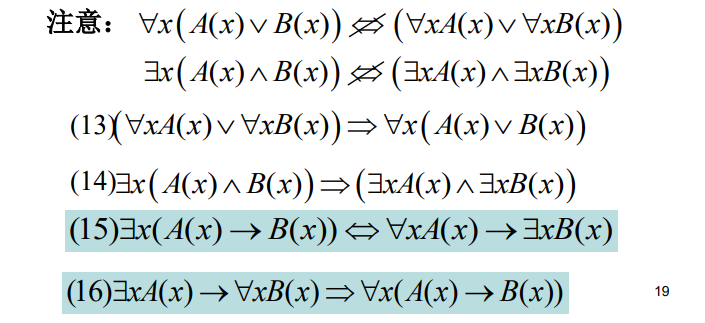 注意： ∀x(A(x)∨B(x))⇎(∀xA(x)∨∀xB(x))
∃x(A(x)∧B(x))⇎(∃xA(x)∧∃xB(x))
(13)(∀xA(x)∨∀xB(x))⇒∀x(A(x)∨B(x))
(14)∃x(A(x)∧B(x))⇒(∃xA(x)∧∃xB(x))
(15)∃x(A(x)→B(x))⇔∀xA(x)→∃xB(x)
(16)∃xA(x)→∀xB(x)⇒∀x(A(x)→B(x))
19